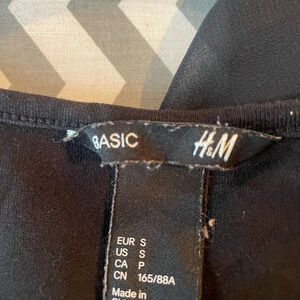 BASIC H&M
EUR S
US S
CA P
CN 165/88A
Made in